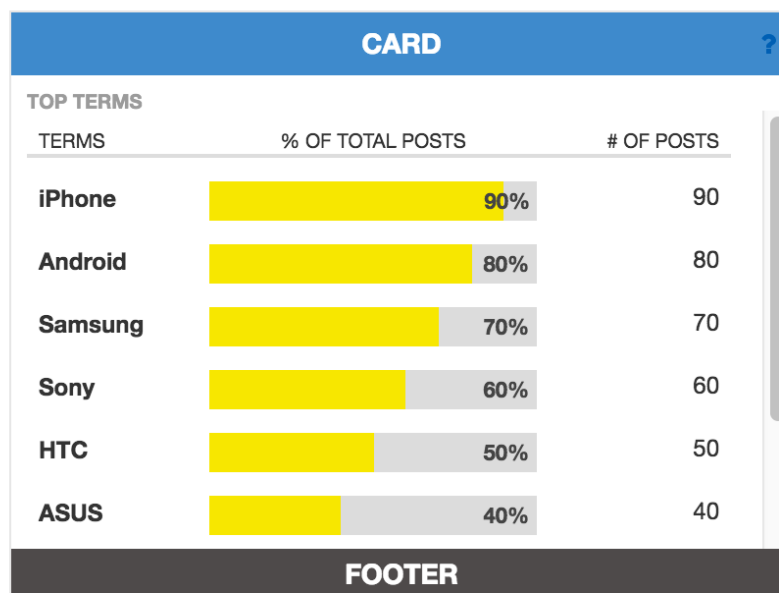 CARD ?
TOP TERMS
TERMS % OF TOTAL POSTS # OF POSTS
iPhone 90% 90
Android 80% 80
Samsung 70% 70
Sony 60% 60
HTC 50% 50
ASUS 40% 40
FOOTER